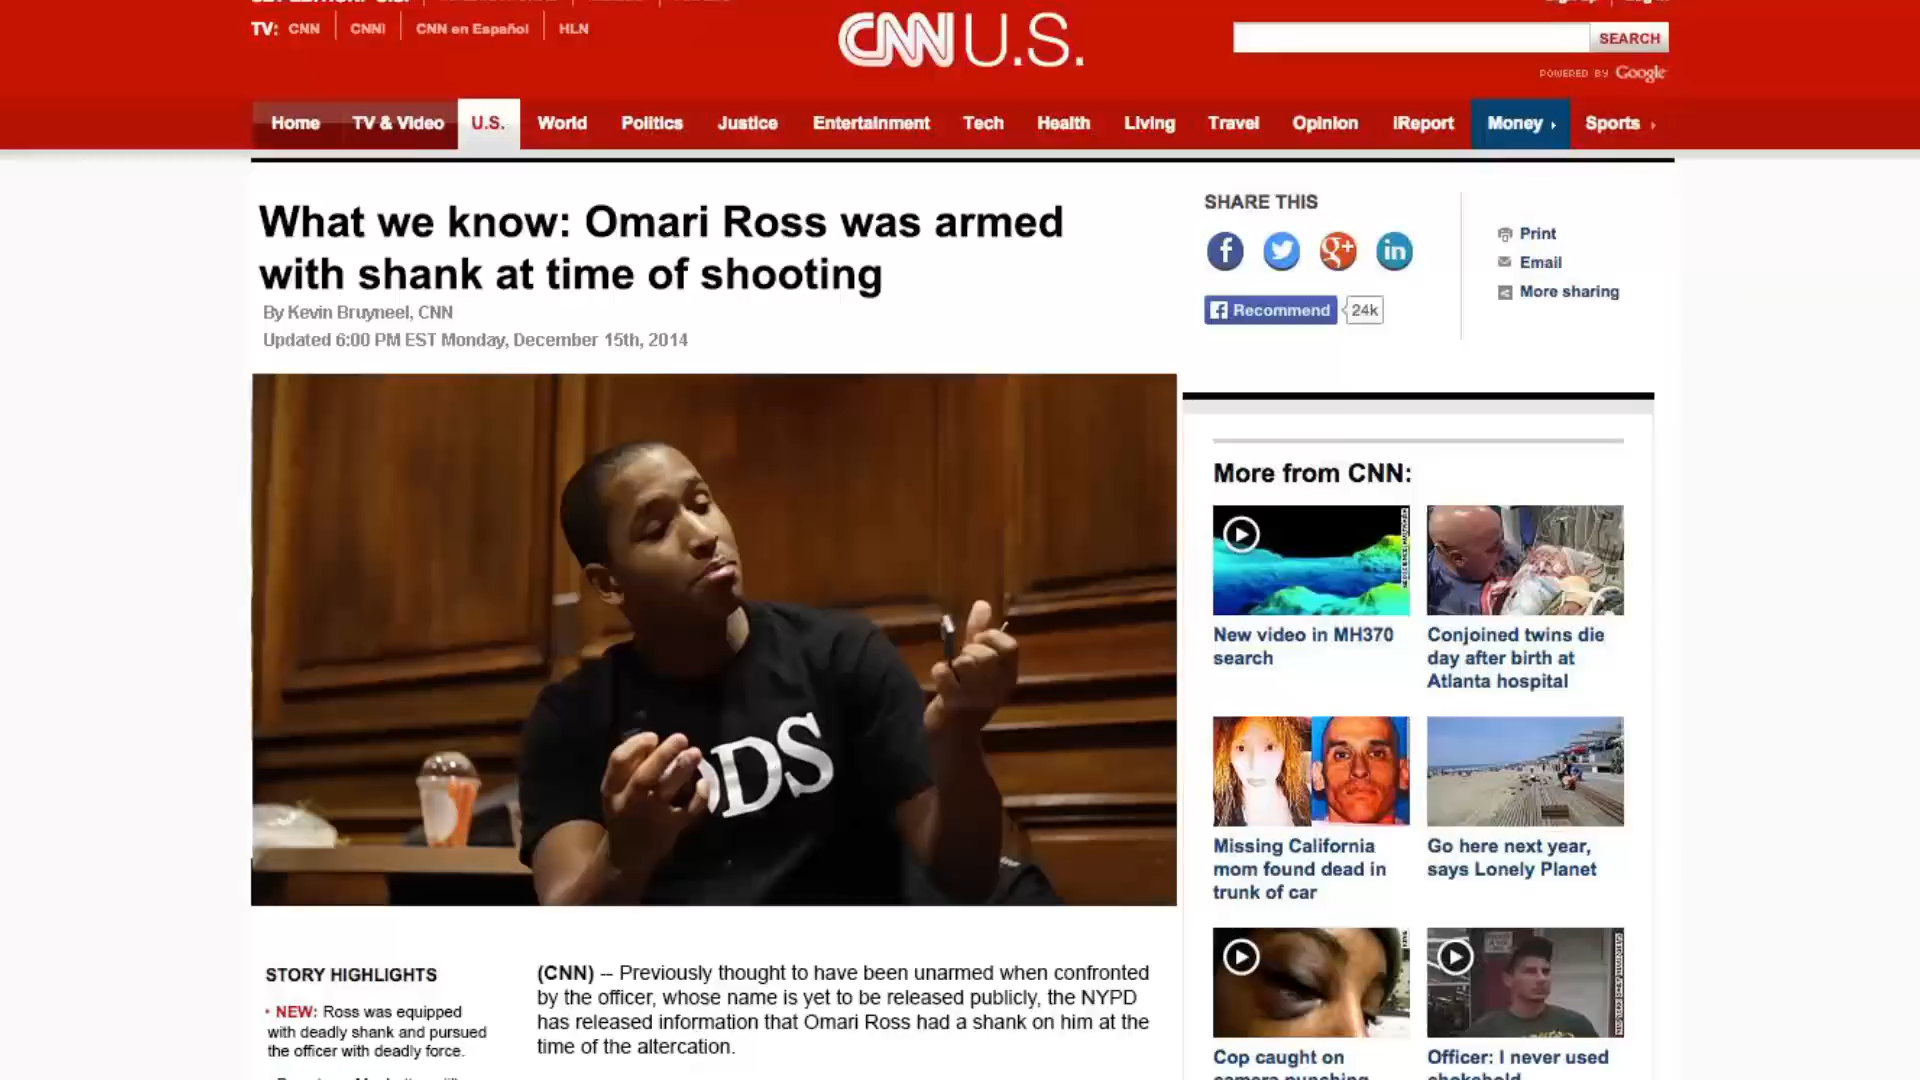 TV: CNN CNNI CNN en Español HLN
CNN U.S.
SEARCH
POWERED BY Google
Home TV & Video U.S. World Politics Justice Entertainment Tech Health Living Travel Opinion iReport Money Sports
What we know: Omari Ross was armed
with shank at time of shooting
By Kevin Bruyneel, CNN
Updated 6:00 PM EST Monday, December 15th, 2014
SHARE THIS
Print
Email
More sharing
Recommend 24k
DS
More from CNN:
New video in MH370
search
Conjoined twins die
day after birth at
Atlanta hospital
Missing California
mom found dead in
trunk of car
Go here next year,
says Lonely Planet
Cop caught on
camera punching
Officer: I never used
chokehold
STORY HIGHLIGHTS
• NEW: Ross was equipped
with deadly shank and pursued
the officer with deadly force.
(CNN) -- Previously thought to have been unarmed when confronted
by the officer, whose name is yet to be released publicly, the NYPD
has released information that Omari Ross had a shank on him at the
time of the altercation.